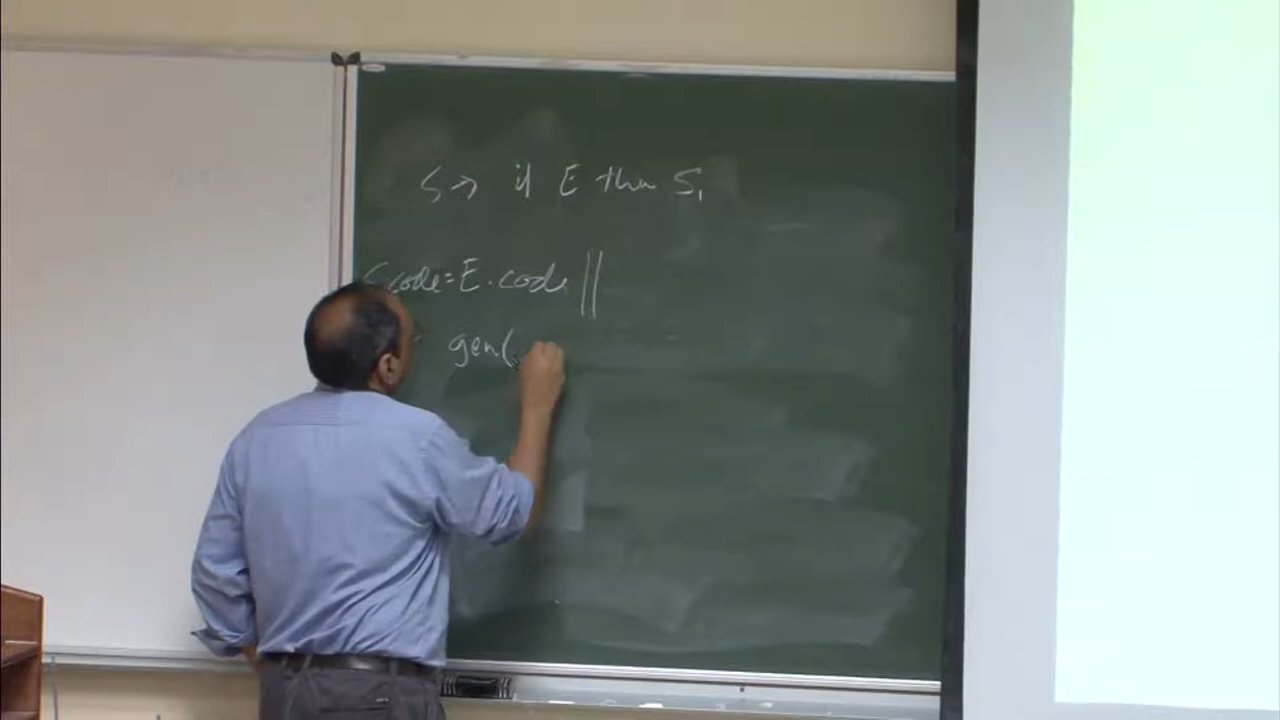 S → if E then S₁
S.code = E.code ||
gen(